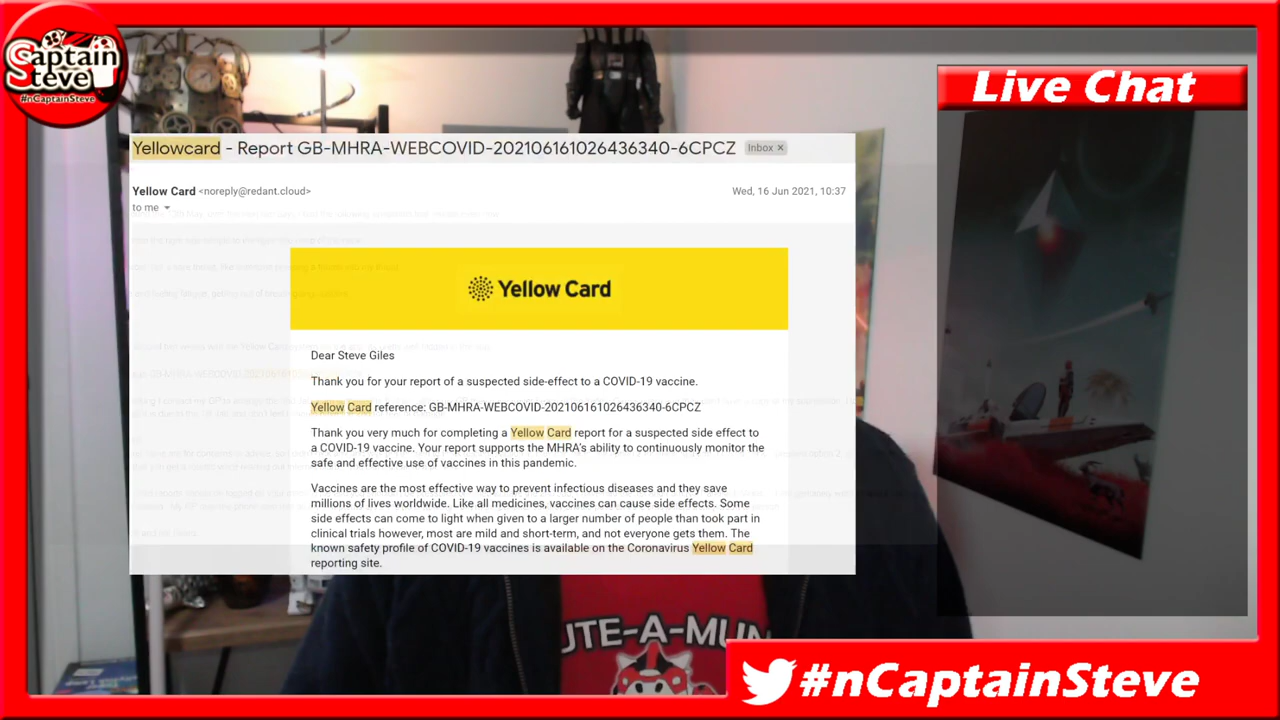 Captain
Steve
#nCaptainSteve
Live Chat
Yellowcard - Report GB-MHRA-WEBCOVID-202106161026436340-6CPCZ Inbox ×
Yellow Card <noreply@redant.cloud> Wed, 16 Jun 2021, 10:37
to me
Yellow Card
Dear Steve Giles
Thank you for your report of a suspected side-effect to a COVID-19 vaccine.
Yellow Card reference: GB-MHRA-WEBCOVID-202106161026436340-6CPCZ
Thank you very much for completing a Yellow Card report for a suspected side effect to
a COVID-19 vaccine. Your report supports the MHRA's ability to continuously monitor the
safe and effective use of vaccines in this pandemic.
Vaccines are the most effective way to prevent infectious diseases and they save
millions of lives worldwide. Like all medicines, vaccines can cause side effects. Some
side effects can come to light when given to a larger number of people than took part in
clinical trials however, most are mild and short-term, and not everyone gets them. The
known safety profile of COVID-19 vaccines is available on the Coronavirus Yellow Card
reporting site.
UTE-A-MUN
#nCaptainSteve